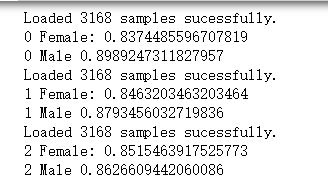 Loaded 3168 samples sucessfully.
0 Female: 0.8374485596707819
0 Male 0.8989247311827957
Loaded 3168 samples sucessfully.
1 Female: 0.8463203463203464
1 Male 0.8793456032719836
Loaded 3168 samples sucessfully.
2 Female: 0.8515463917525773
2 Male 0.8626609442060086